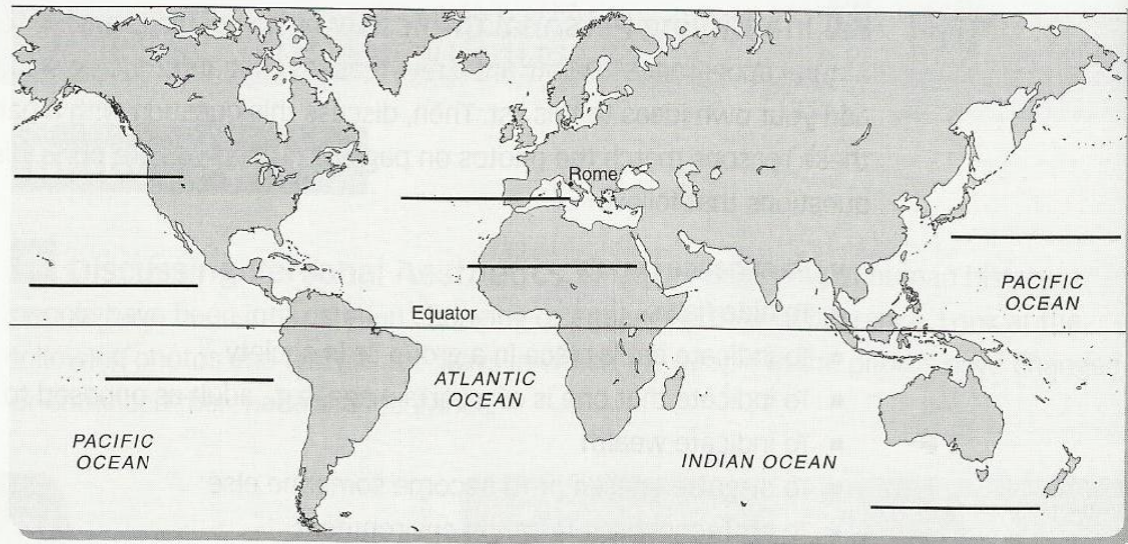 Rome
PACIFIC
OCEAN
Equator
ATLANTIC
OCEAN
PACIFIC
OCEAN
INDIAN OCEAN